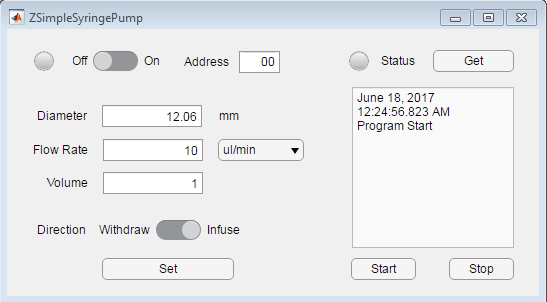 ZSimpleSyringePump
Off On Address 00 Status Get
Diameter 12.06 mm
Flow Rate 10 ul/min
Volume 1
June 18, 2017
12:24:56.823 AM
Program Start
Direction Withdraw Infuse
Set Start Stop